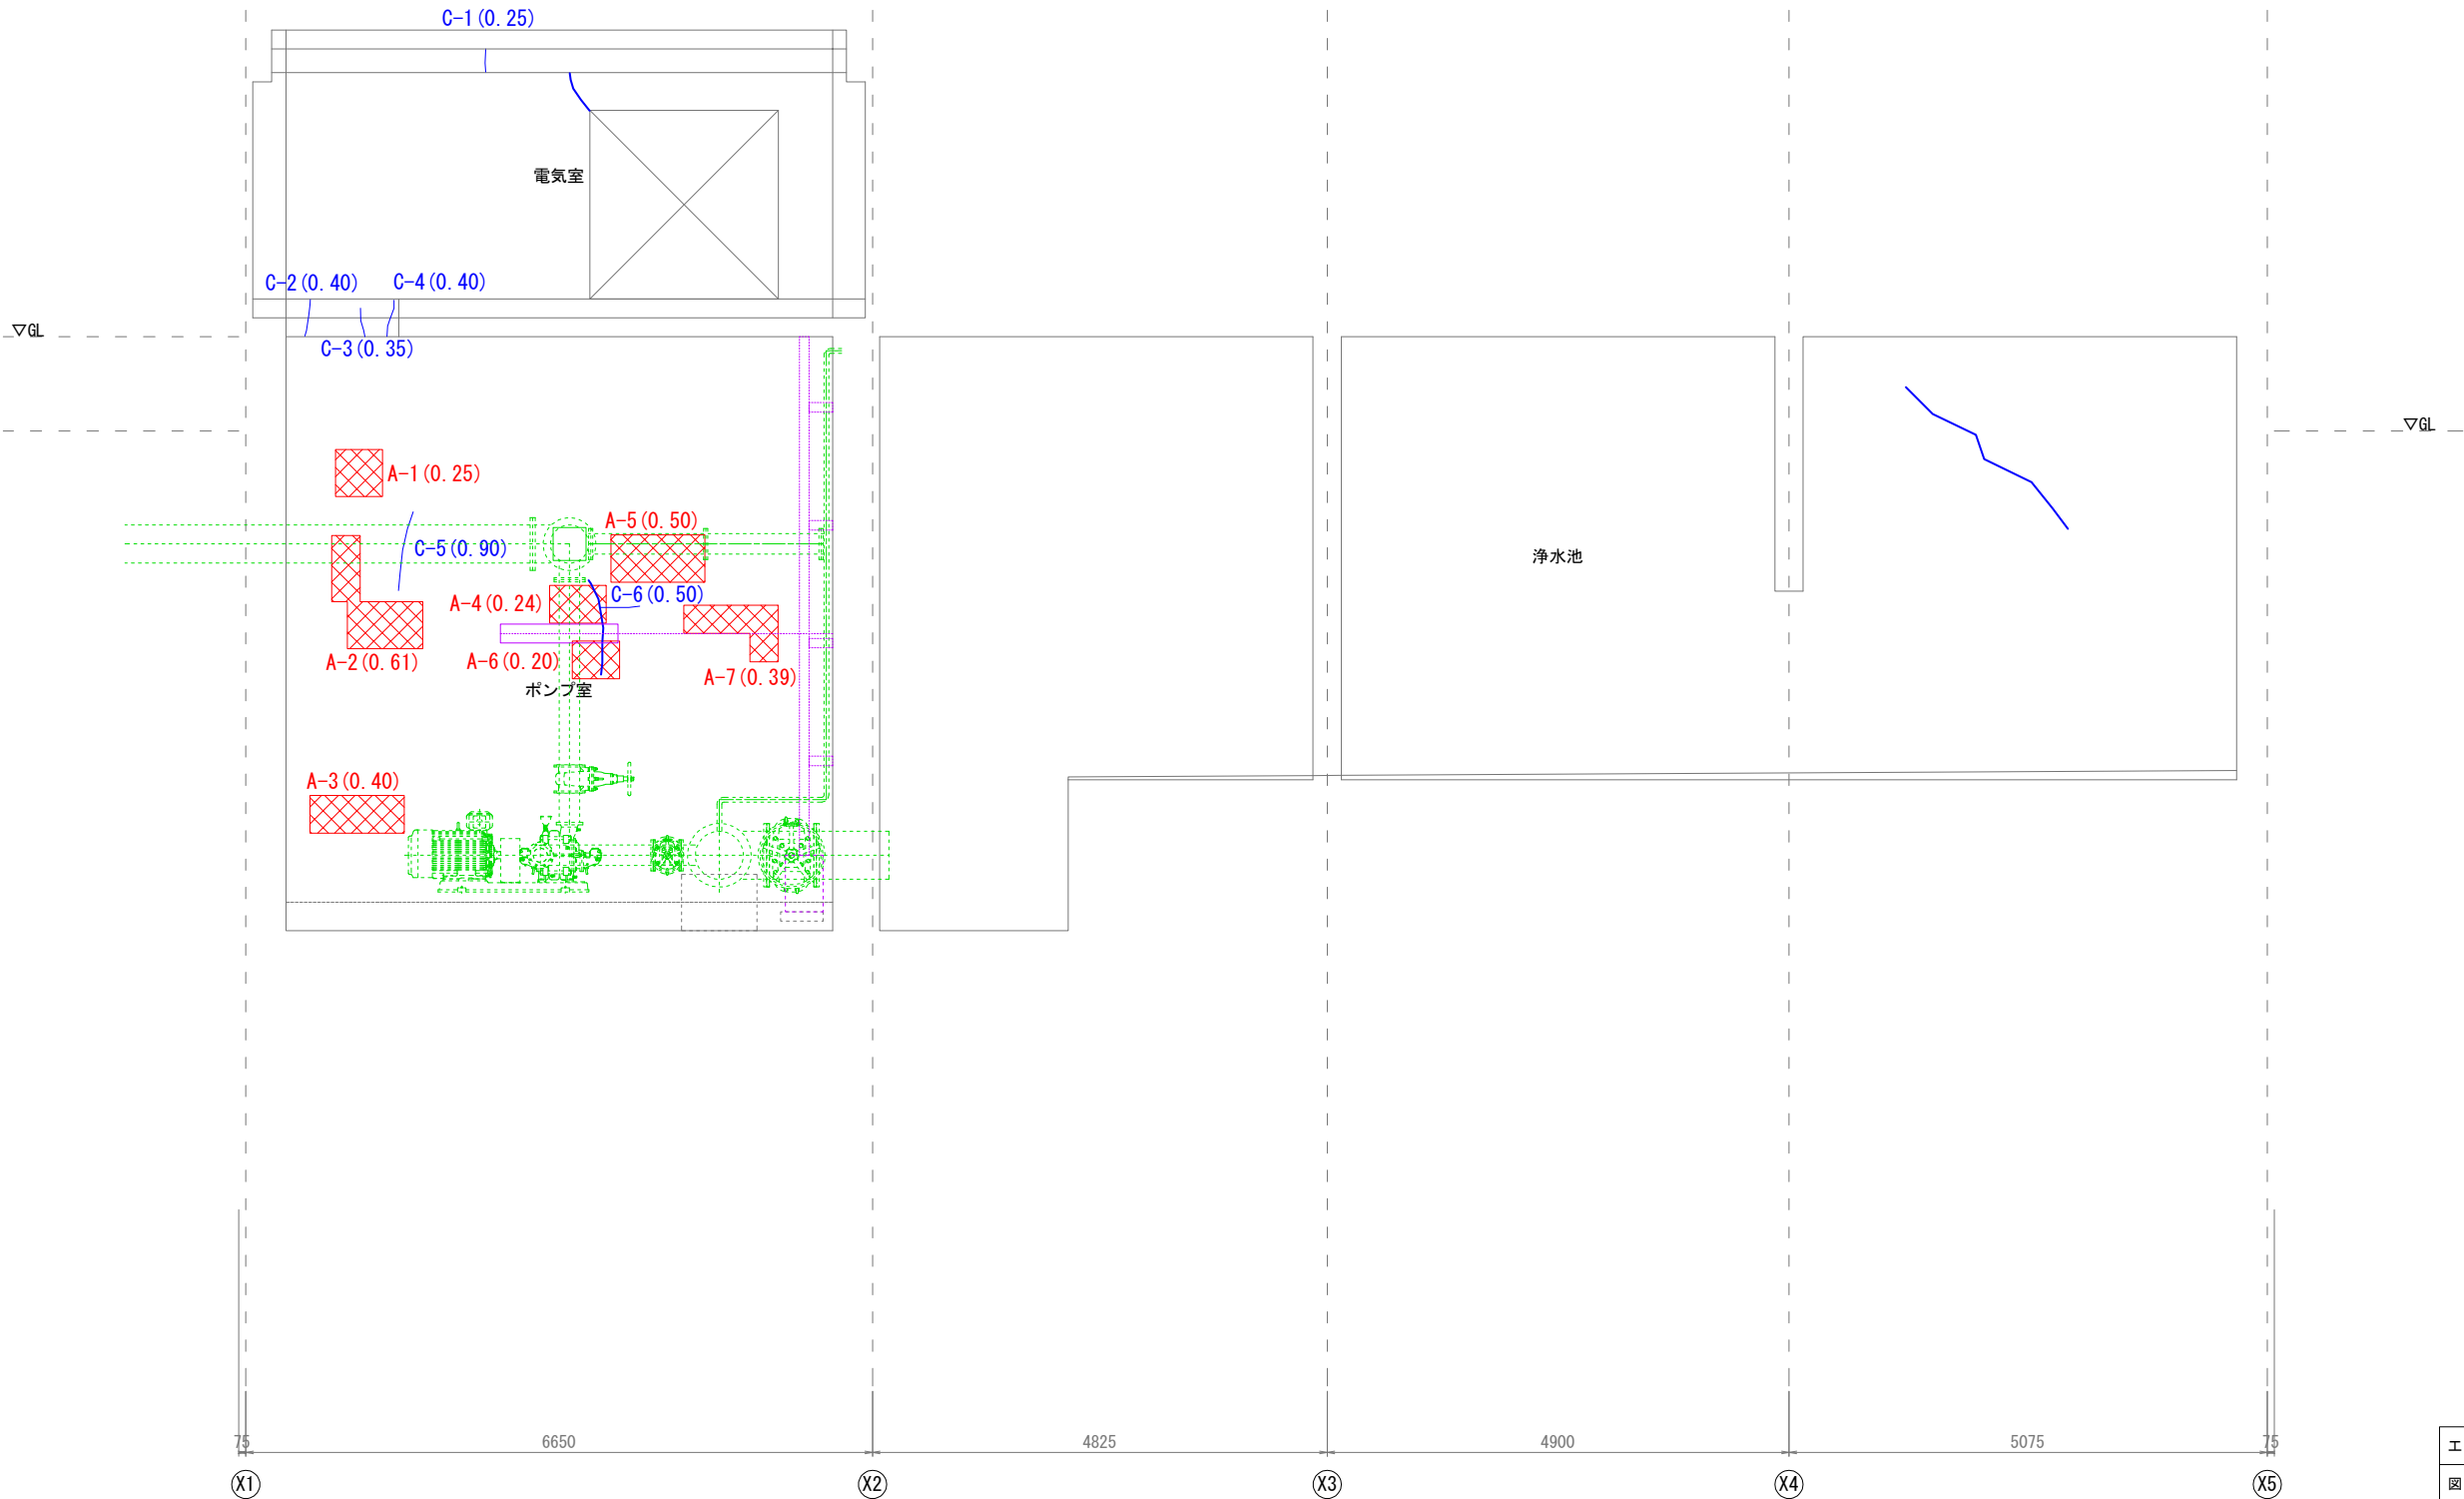 C-1(0.25)
電気室
C-2(0.40)
C-4(0.40)
▽GL
C-3(0.35)
▽GL
A-1(0.25)
A-5(0.50)
C-5(0.90)
浄水池
A-4(0.24)
C-6(0.50)
A-2(0.61)
A-6(0.20)
A-7(0.39)
ポンプ室
A-3(0.40)
75
6650
4825
4900
5075
75
工
図
X1
X2
X3
X4
X5